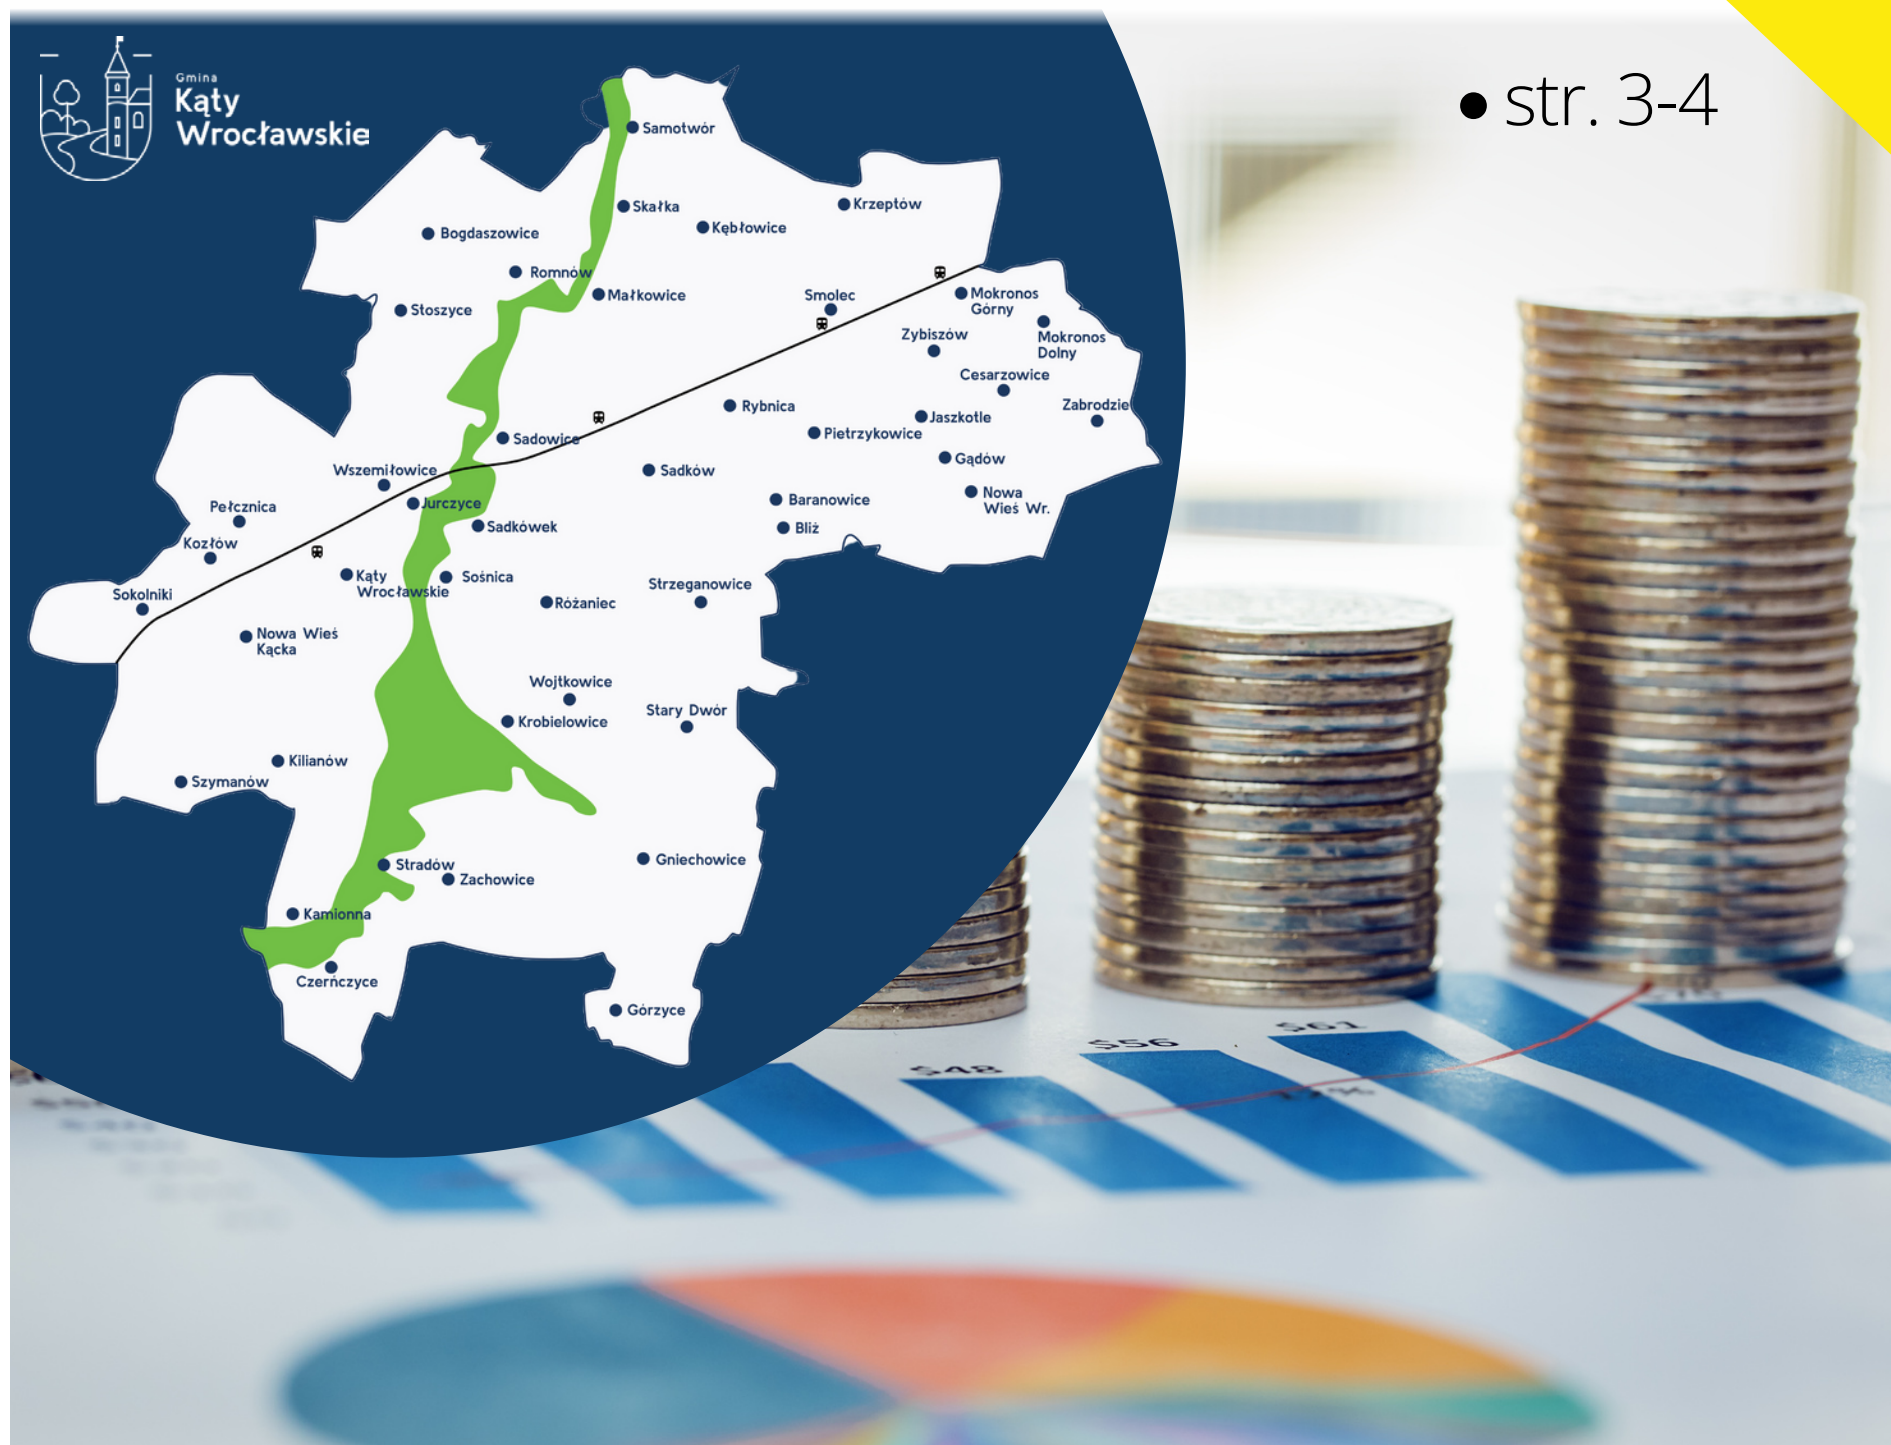 Gmina
Kąty
Wrocławskie
• str. 3-4
Samotwór
Skałka
Krzeptów
Kębłowice
Bogdaszowice
Romnów
Małkowice
Smolec
Mokronos
Górny
Stoszyce
Zybiszów
Mokronos
Dolny
Cesarzowice
Rybnica
Zabrodzie
Jaszkotle
Pietrzykowice
Sadowice
Gądów
Wszemiłowice
Sadków
Nowa
Wieś Wr.
Baranowice
Jurczyce
Pełcznica
Sadkówek
Bliż
Kozłów
Kąty
Wrocławskie
Sośnica
Strzeganowice
Sokolniki
Różaniec
Nowa Wieś
Kącka
Wojtkowice
Stary Dwór
Krobielowice
Kilianów
Szymanów
Stradów
Gniechowice
Zachowice
Kamionna
Czerńczyce
Górzyce
$61
$56
$48